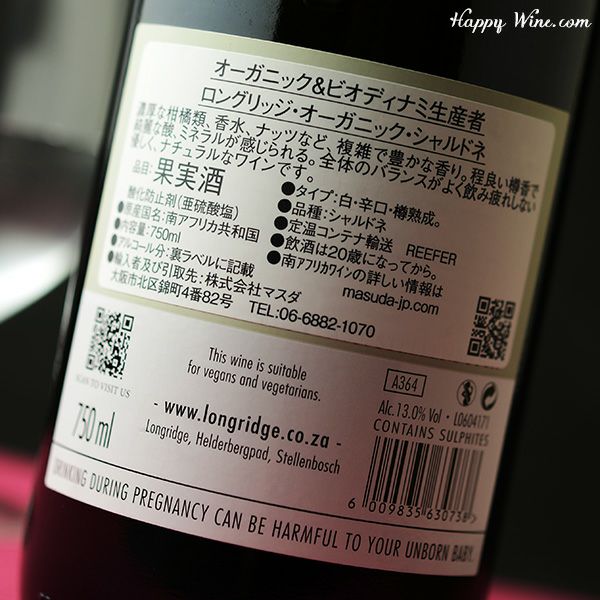 Happy Wine.com
オーガニック&ビオディナミ生産者
ロングリッジ・オーガニック・シャルドネ
濃厚な柑橘類、香水、ナッツなど、複雑で豊かな香り。程良い樽香で
綺麗な酸、ミネラルが感じられる。全体のバランスがよく飲み疲れしない
優しく、ナチュラルなワインです。
品目: 果実酒
酸化防止剤(亜硫酸塩)
●原産国名:南アフリカ共和国
●内容量:750ml
●アルコール分:裏ラベルに記載
●輸入者及び引取先:株式会社マスダ
大阪市北区錦町4番82号 TEL:06-6882-1070
●タイプ:白・辛口・樽熟成。
●品種:シャルドネ
●定温コンテナ輸送 REEFER
●飲酒は20歳になってから。
●南アフリカワインの詳しい情報は
masuda-jp.com
SCAN TO VISIT US
750 ml
This wine is suitable
for vegans and vegetarians.
- www.longridge.co.za -
Longridge, Helderbergpad, Stellenbosch
A364
Alc.13.0% Vol • L0604171
CONTAINS SULPHITES
6 009835 630738>
DRINKING DURING PREGNANCY CAN BE HARMFUL TO YOUR UNBORN BABY.